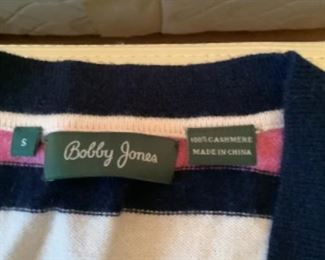 S
Bobby Jones
100% CASHMERE
MADE IN CHINA